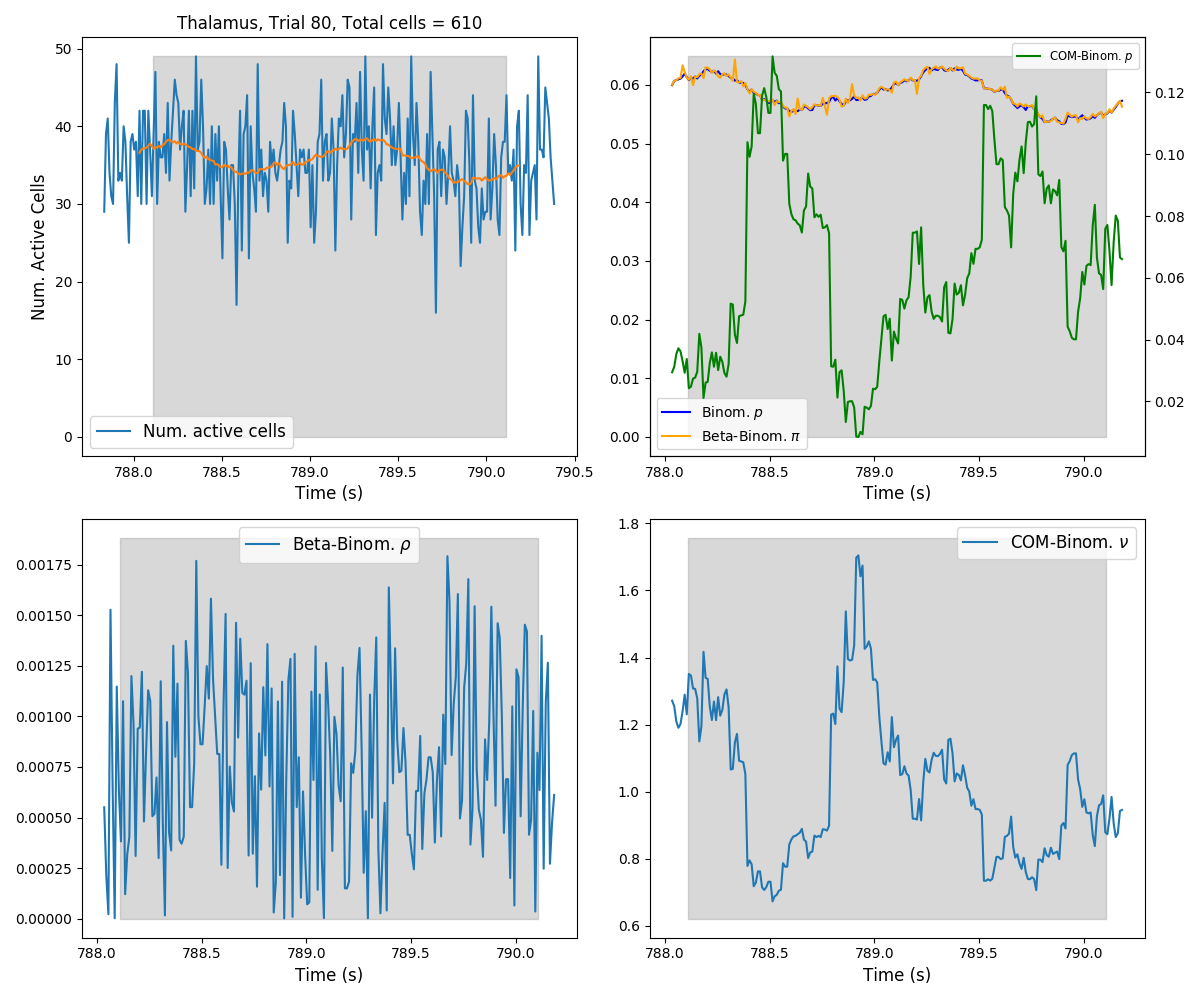 Thalamus, Trial 80, Total cells = 610
50
40
30
20
10
0
Num. Active Cells
Num. active cells
788.0 788.5 789.0 789.5 790.0 790.5
Time (s)
COM-Binom. p
0.06
0.05
0.04
0.03
0.02
0.01
0.00
0.12
0.10
0.08
0.06
0.04
0.02
Binom. p
Beta-Binom. π
788.0 788.5 789.0 789.5 790.0
Time (s)
Beta-Binom. ρ
0.00175
0.00150
0.00125
0.00100
0.00075
0.00050
0.00025
0.00000
788.0 788.5 789.0 789.5 790.0
Time (s)
COM-Binom. ν
1.8
1.6
1.4
1.2
1.0
0.8
0.6
788.0 788.5 789.0 789.5 790.0
Time (s)